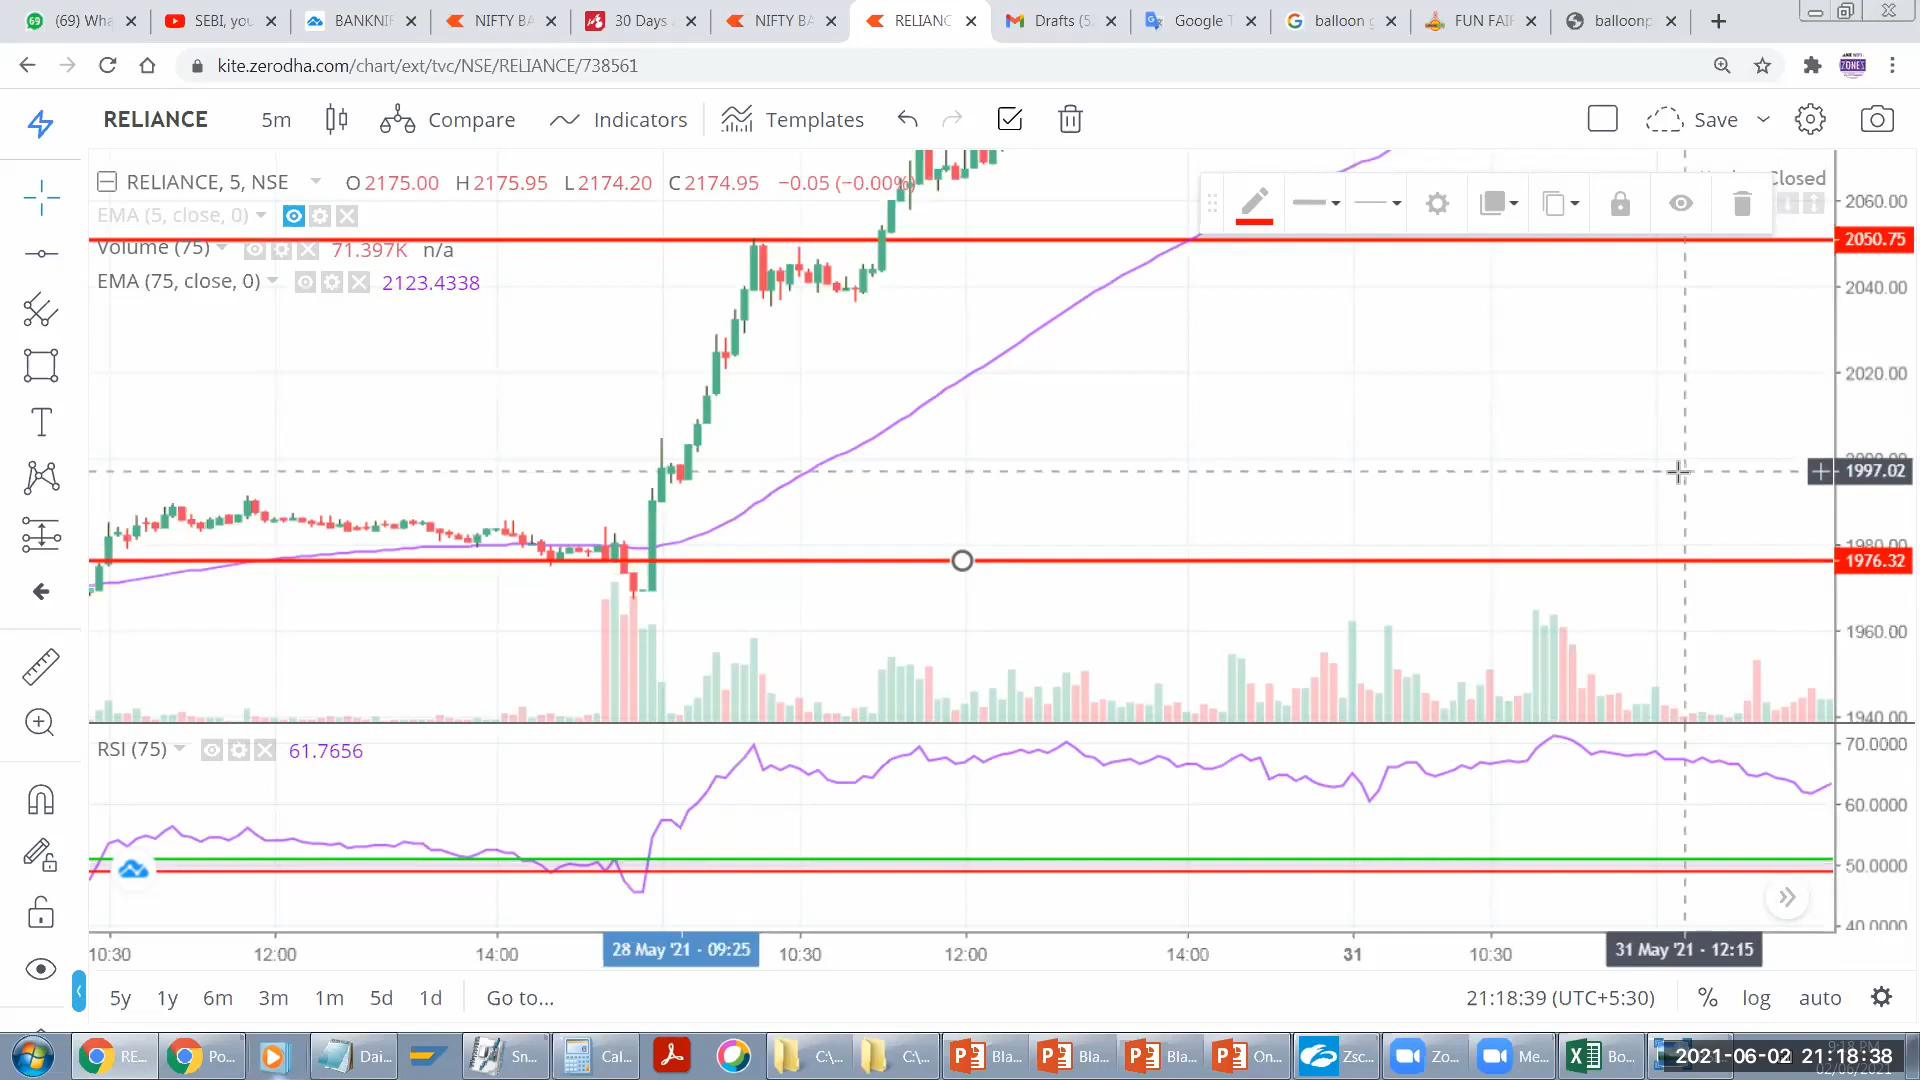 (69) Wha
SEBI, you
BANKNIF
NIFTY BA
30 Days
NIFTY BA
RELIANC
Drafts (5
Google T
balloon g
FUN FAIR
balloonp
kite.zerodha.com/chart/ext/tvc/NSE/RELIANCE/738561
RELIANCE 5m Compare Indicators Templates Save
RELIANCE, 5, NSE O2175.00 H2175.95 L2174.20 C2174.95 −0.05 (−0.00%)
Closed
EMA (5, close, 0)
Volume (75) 71.397K n/a
EMA (75, close, 0) 2123.4338
2060.00
2050.75
2040.00
2020.00
1997.02
1980.00
1976.32
1960.00
1940.00
RSI (75) 61.7656
70.0000
60.0000
50.0000
40.0000
10:30 12:00 14:00 28 May '21 - 09:25 10:30 12:00 14:00 31 10:30 31 May '21 - 12:15
5y 1y 6m 3m 1m 5d 1d Go to... 21:18:39 (UTC+5:30) % log auto
RE... Po... Dai... Sn... Cal... C:\... C:\... Bla... Bla... Bla... On... Zsc... Zo... Me... Bo... 2021-06-02 21:18:38